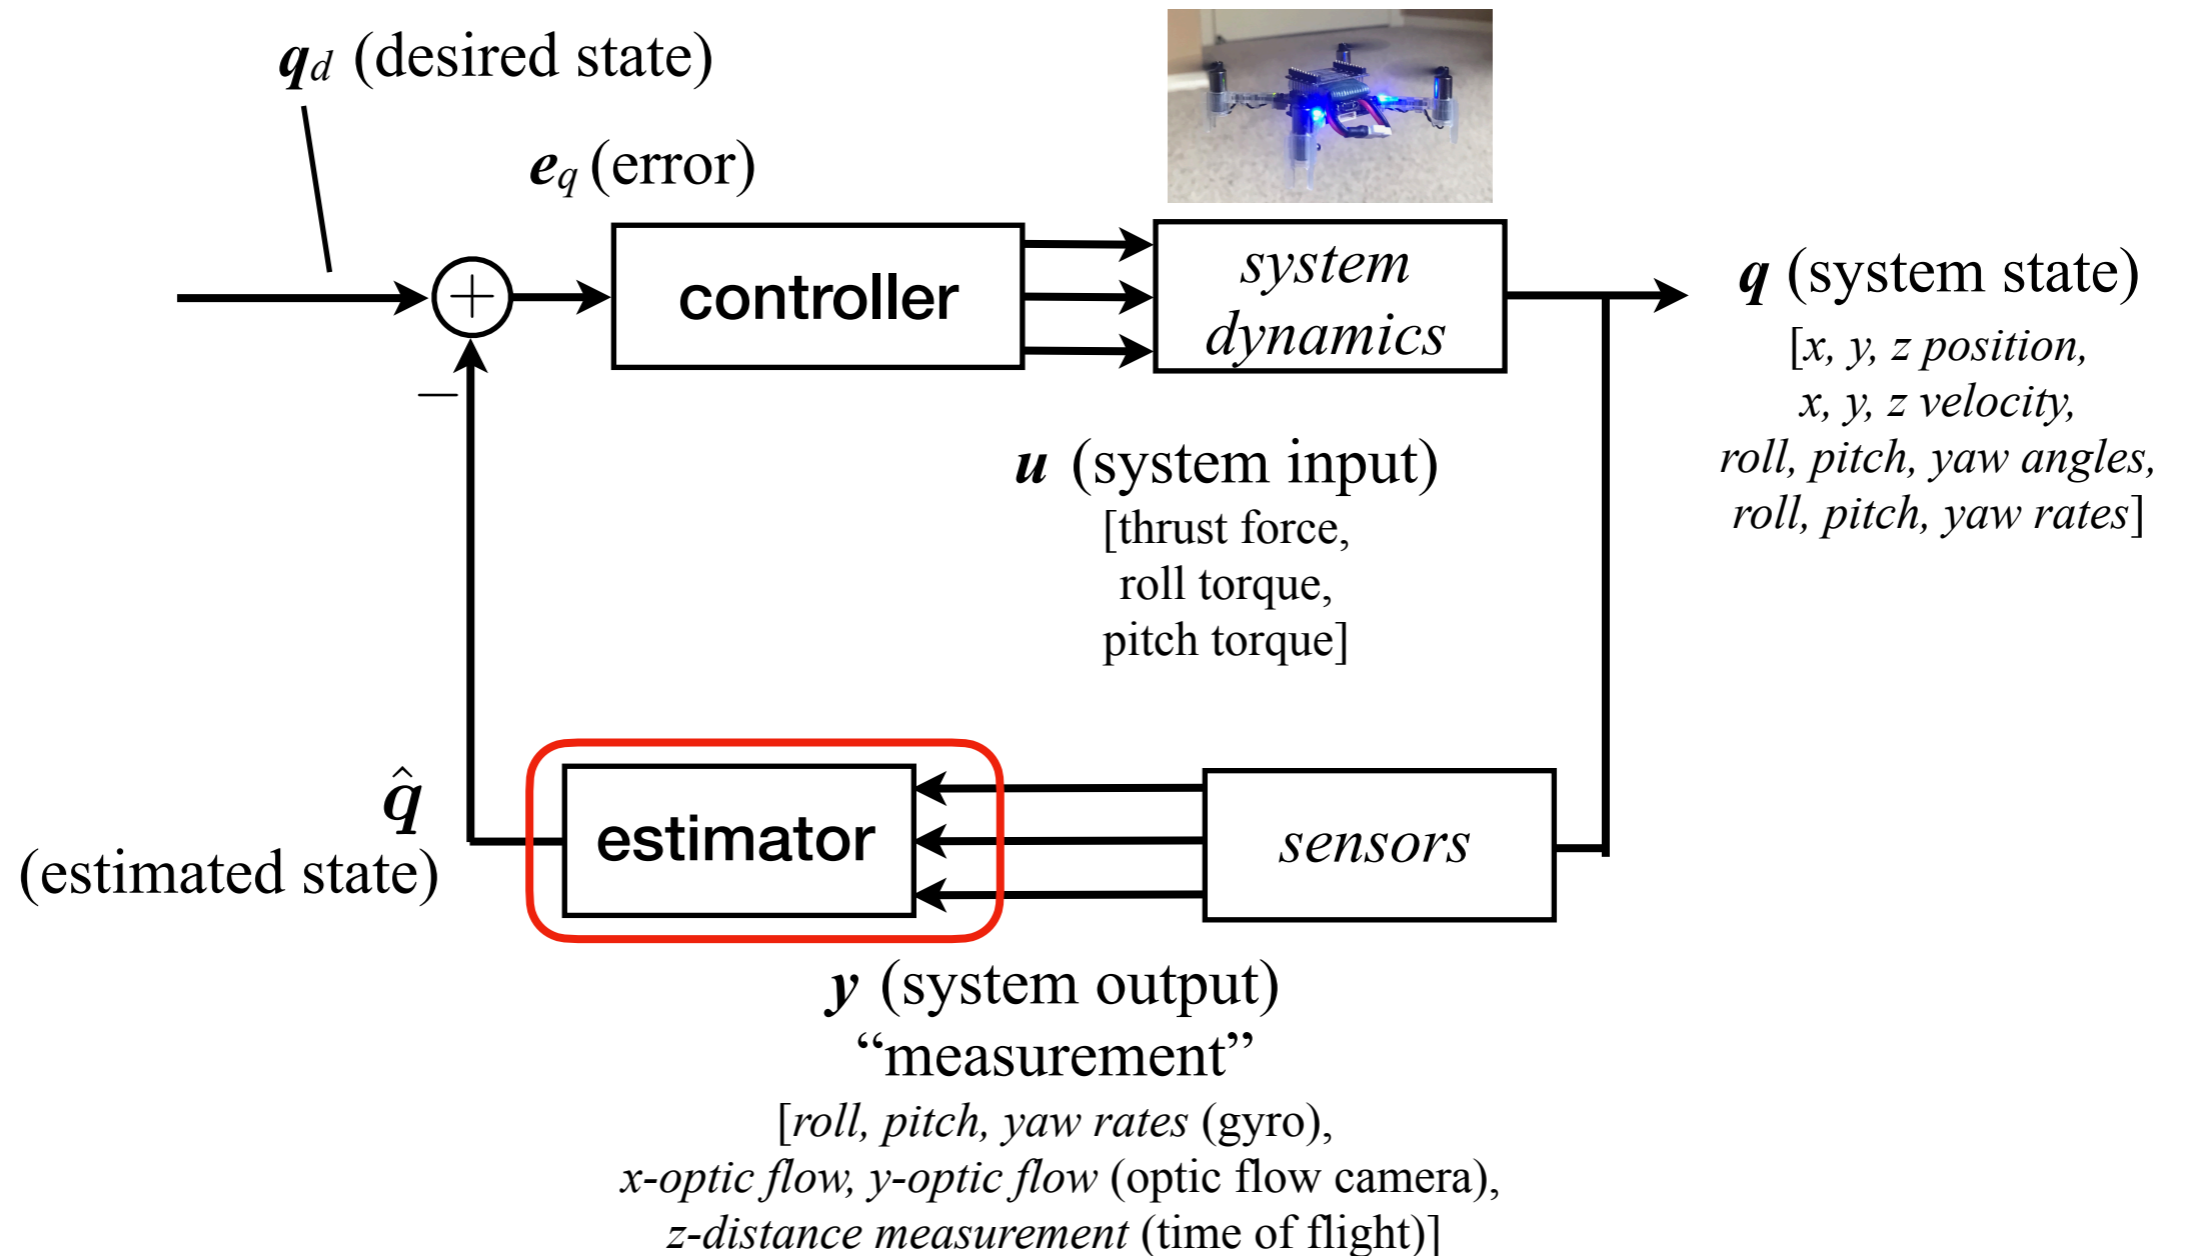 q_d (desired state)
e_q (error)
+
controller
system
dynamics
q (system state)
[x, y, z position,
x, y, z velocity,
roll, pitch, yaw angles,
roll, pitch, yaw rates]
−
u (system input)
[thrust force,
roll torque,
pitch torque]
q̂
(estimated state)
estimator
sensors
y (system output)
“measurement”
[roll, pitch, yaw rates (gyro),
x-optic flow, y-optic flow (optic flow camera),
z-distance measurement (time of flight)]